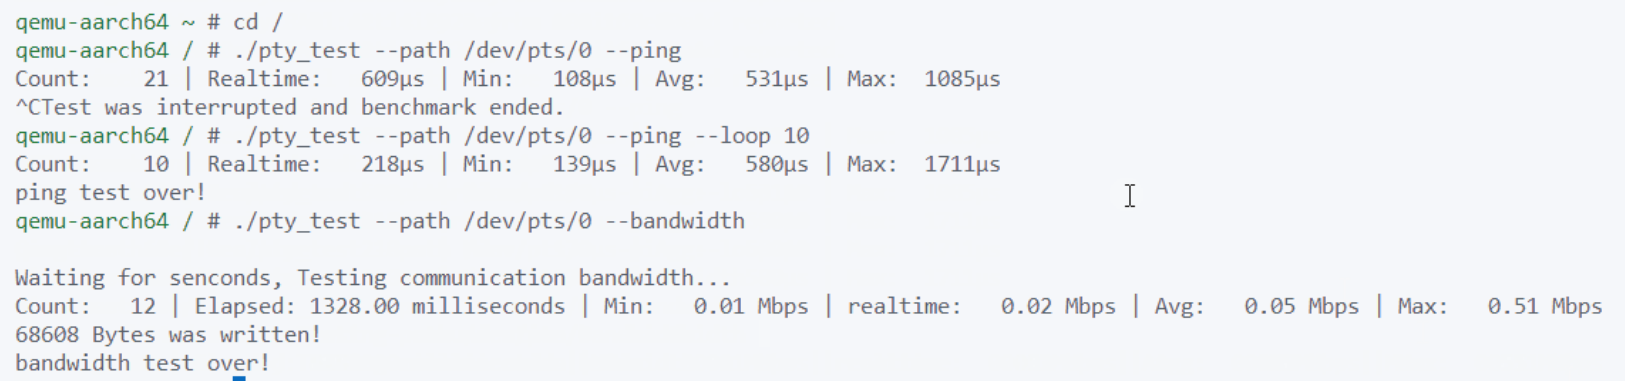 qemu-aarch64 ~ # cd /
qemu-aarch64 / # ./pty_test --path /dev/pts/0 --ping
Count:    21 | Realtime:   609µs | Min:   108µs | Avg:   531µs | Max:  1085µs
^CTest was interrupted and benchmark ended.
qemu-aarch64 / # ./pty_test --path /dev/pts/0 --ping --loop 10
Count:    10 | Realtime:   218µs | Min:   139µs | Avg:   580µs | Max:  1711µs
ping test over!
qemu-aarch64 / # ./pty_test --path /dev/pts/0 --bandwidth
Waiting for senconds, Testing communication bandwidth...
Count:   12 | Elapsed: 1328.00 milliseconds | Min:   0.01 Mbps | realtime:   0.02 Mbps | Avg:   0.05 Mbps | Max:   0.51 Mbps
68608 Bytes was written!
bandwidth test over!